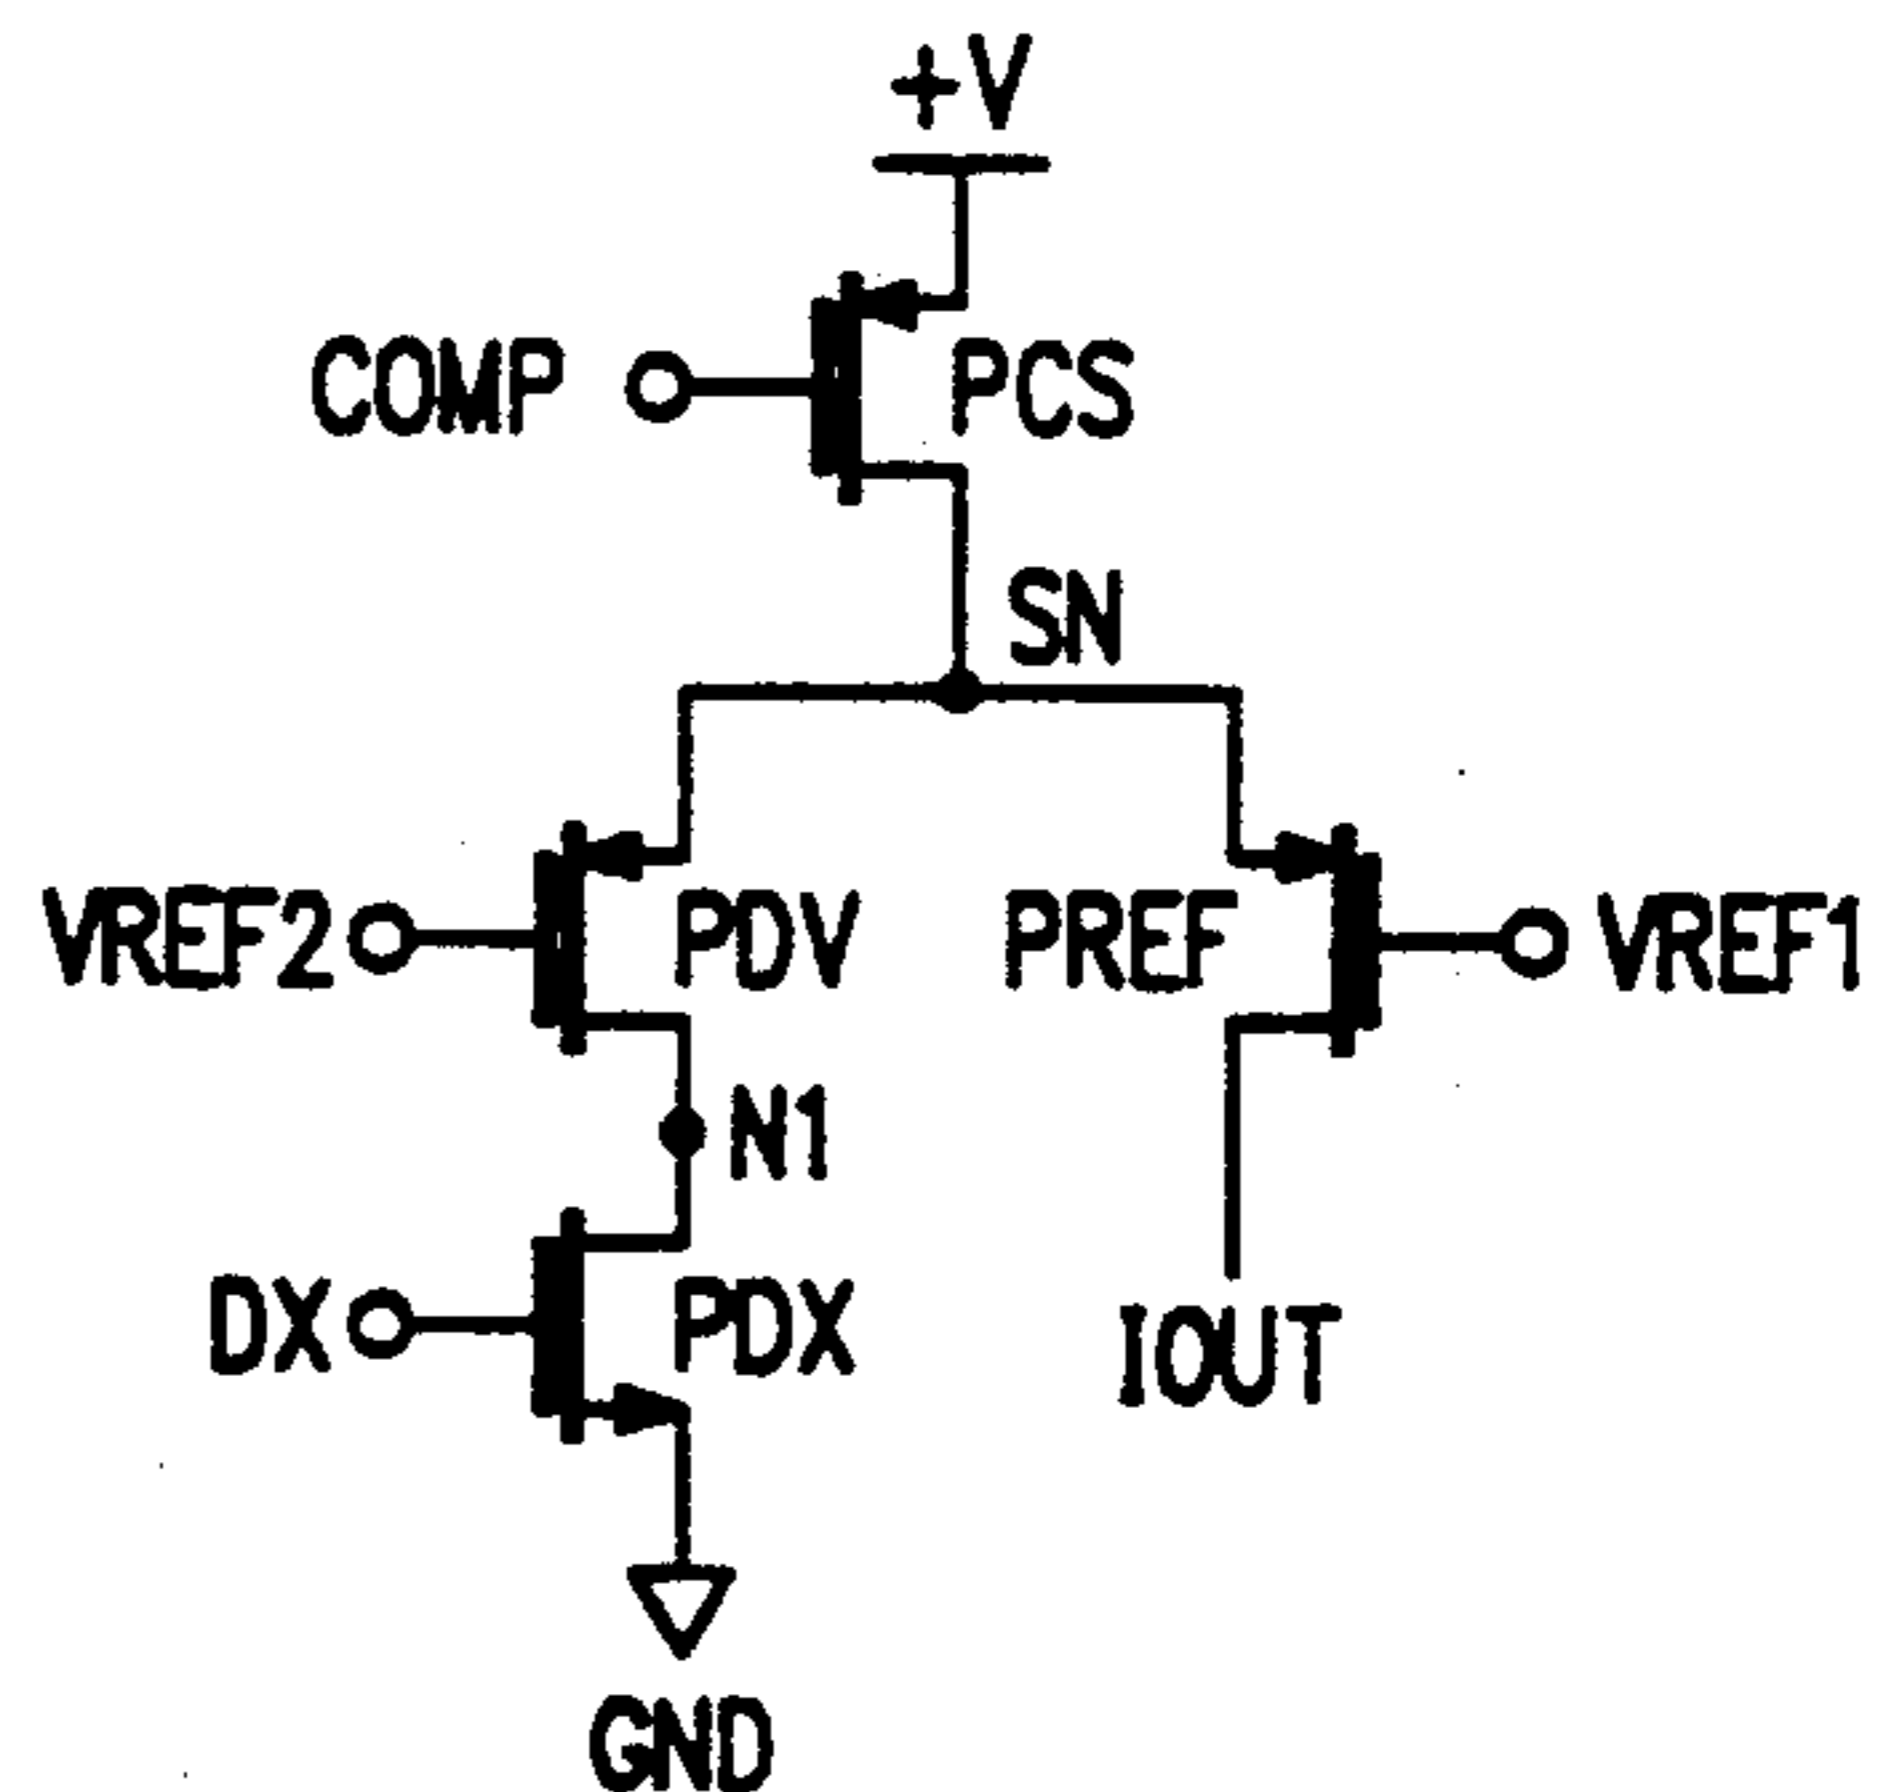 +V
COMP
PCS
SN
VREF2
PDV
PREF
VREF1
N1
DX
PDX
IOUT
GND